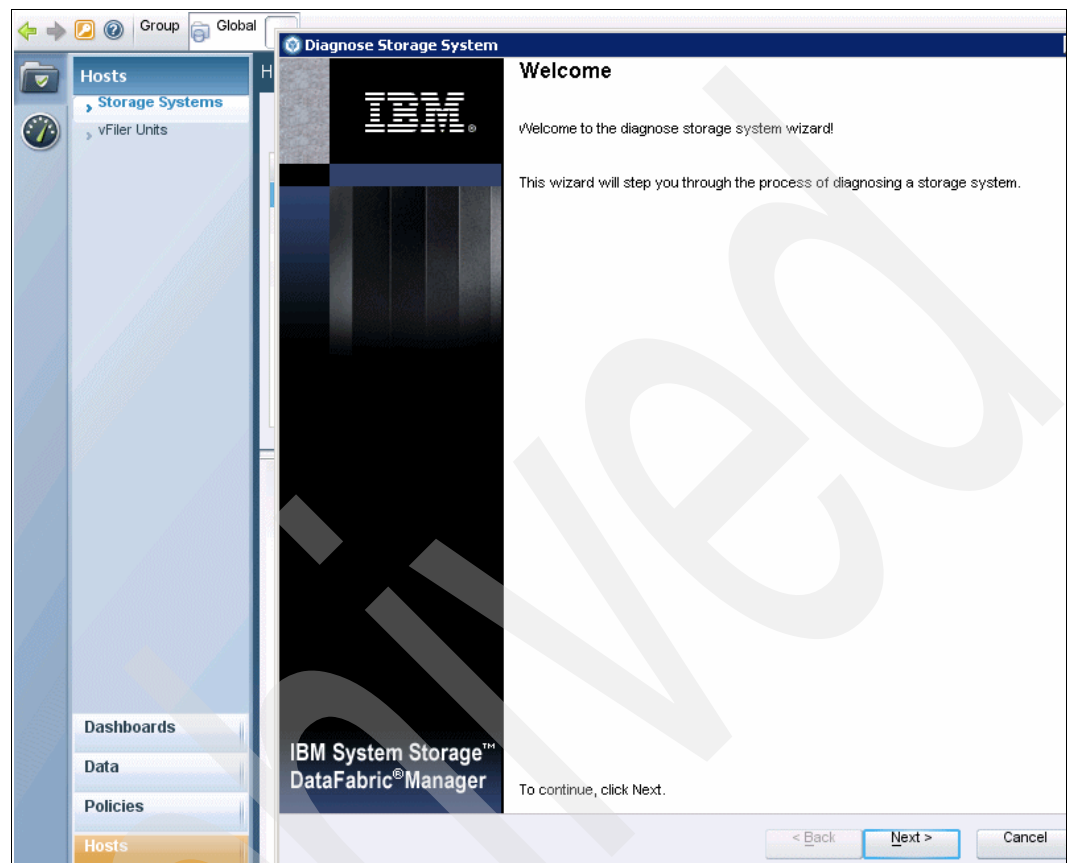 Group Global
Diagnose Storage System
Hosts
Storage Systems
vFiler Units
H
IBM®
Welcome
Welcome to the diagnose storage system wizard!
This wizard will step you through the process of diagnosing a storage system.
Dashboards
Data
Policies
Hosts
IBM System Storage™
DataFabric®Manager
To continue, click Next.
< Back Next > Cancel